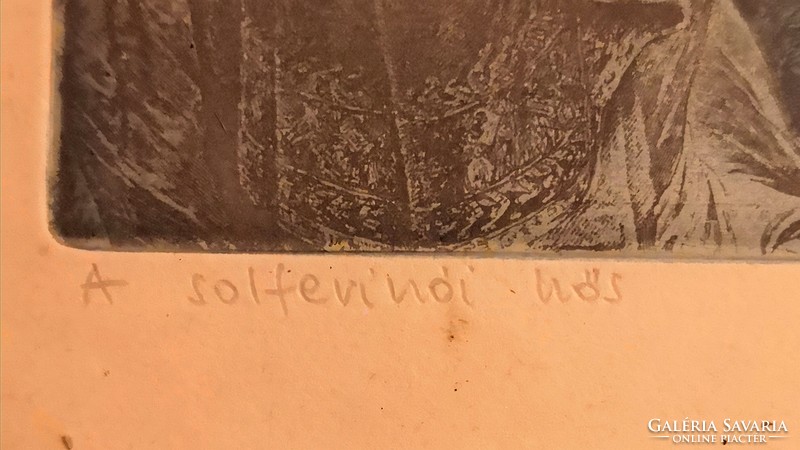 A solferinói hős
GALÉRIA SAVARIA
ONLINE PIACTÉR